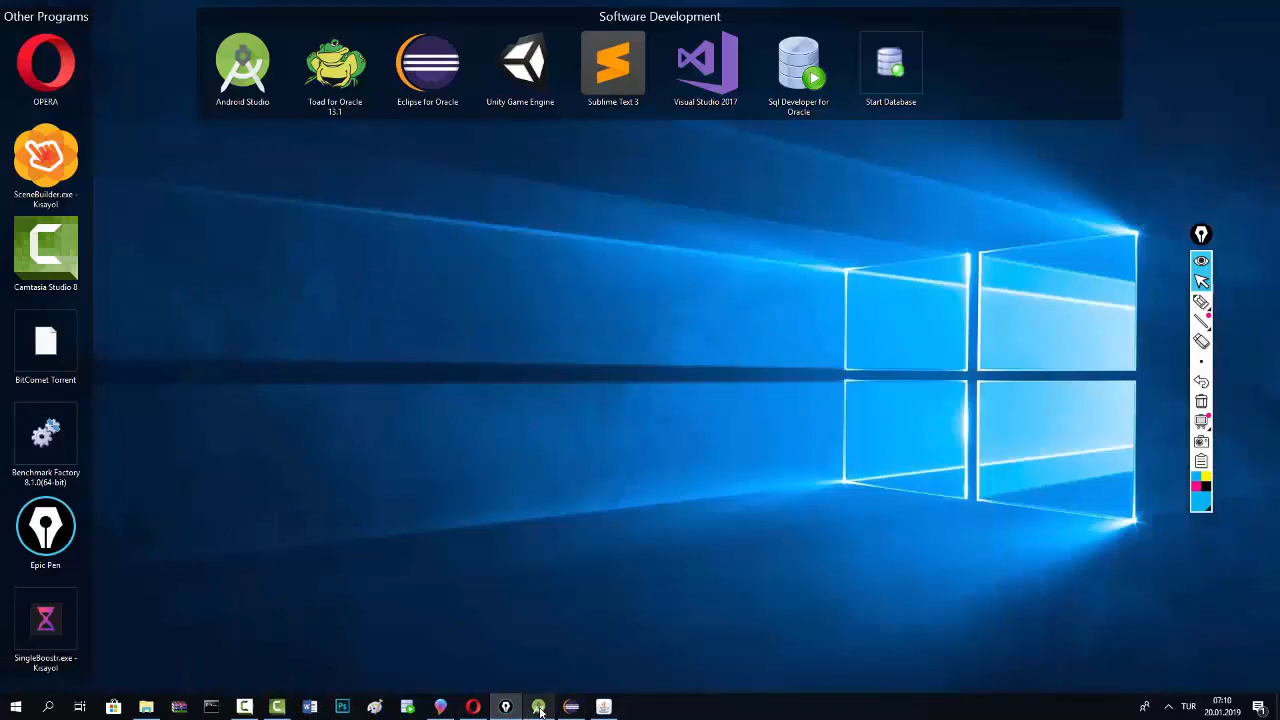 Other Programs
Software Development
OPERA
Android Studio
Toad for Oracle
13.1
Eclipse for Oracle
Unity Game Engine
Sublime Text 3
Visual Studio 2017
Sql Developer for
Oracle
Start Database
SceneBuilder.exe -
Kısayol
Camtasia Studio 8
BitComet Torrent
Benchmark Factory
8.1.0(64-bit)
Epic Pen
SingleBoostr.exe -
Kısayol
TUR
07:10
20.01.2019